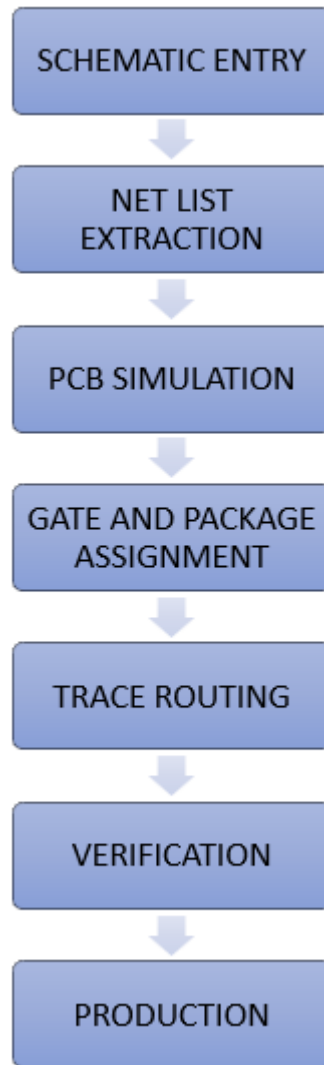 SCHEMATIC ENTRY
NET LIST
EXTRACTION
PCB SIMULATION
GATE AND PACKAGE
ASSIGNMENT
TRACE ROUTING
VERIFICATION
PRODUCTION